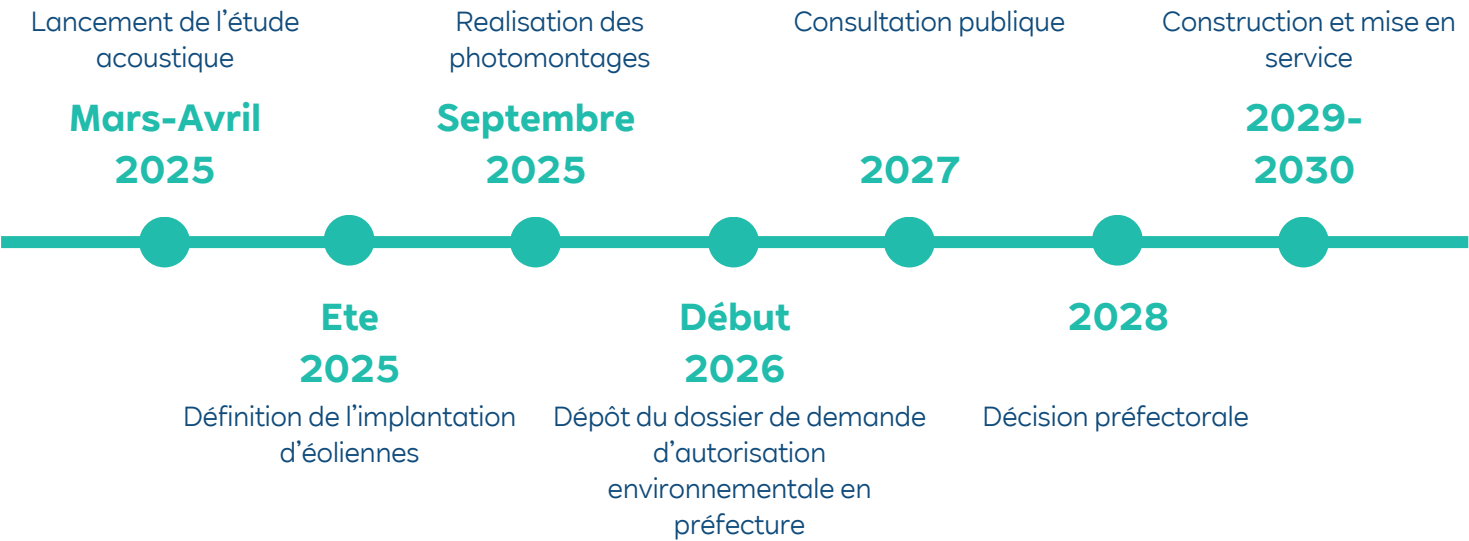 Lancement de l'étude
acoustique
Mars-Avril
2025
Ete
2025
Définition de l'implantation
d'éoliennes
Realisation des
photomontages
Septembre
2025
Début
2026
Dépôt du dossier de demande
d'autorisation
environnementale en
préfecture
Consultation publique
2027
2028
Décision préfectorale
Construction et mise en
service
2029-
2030